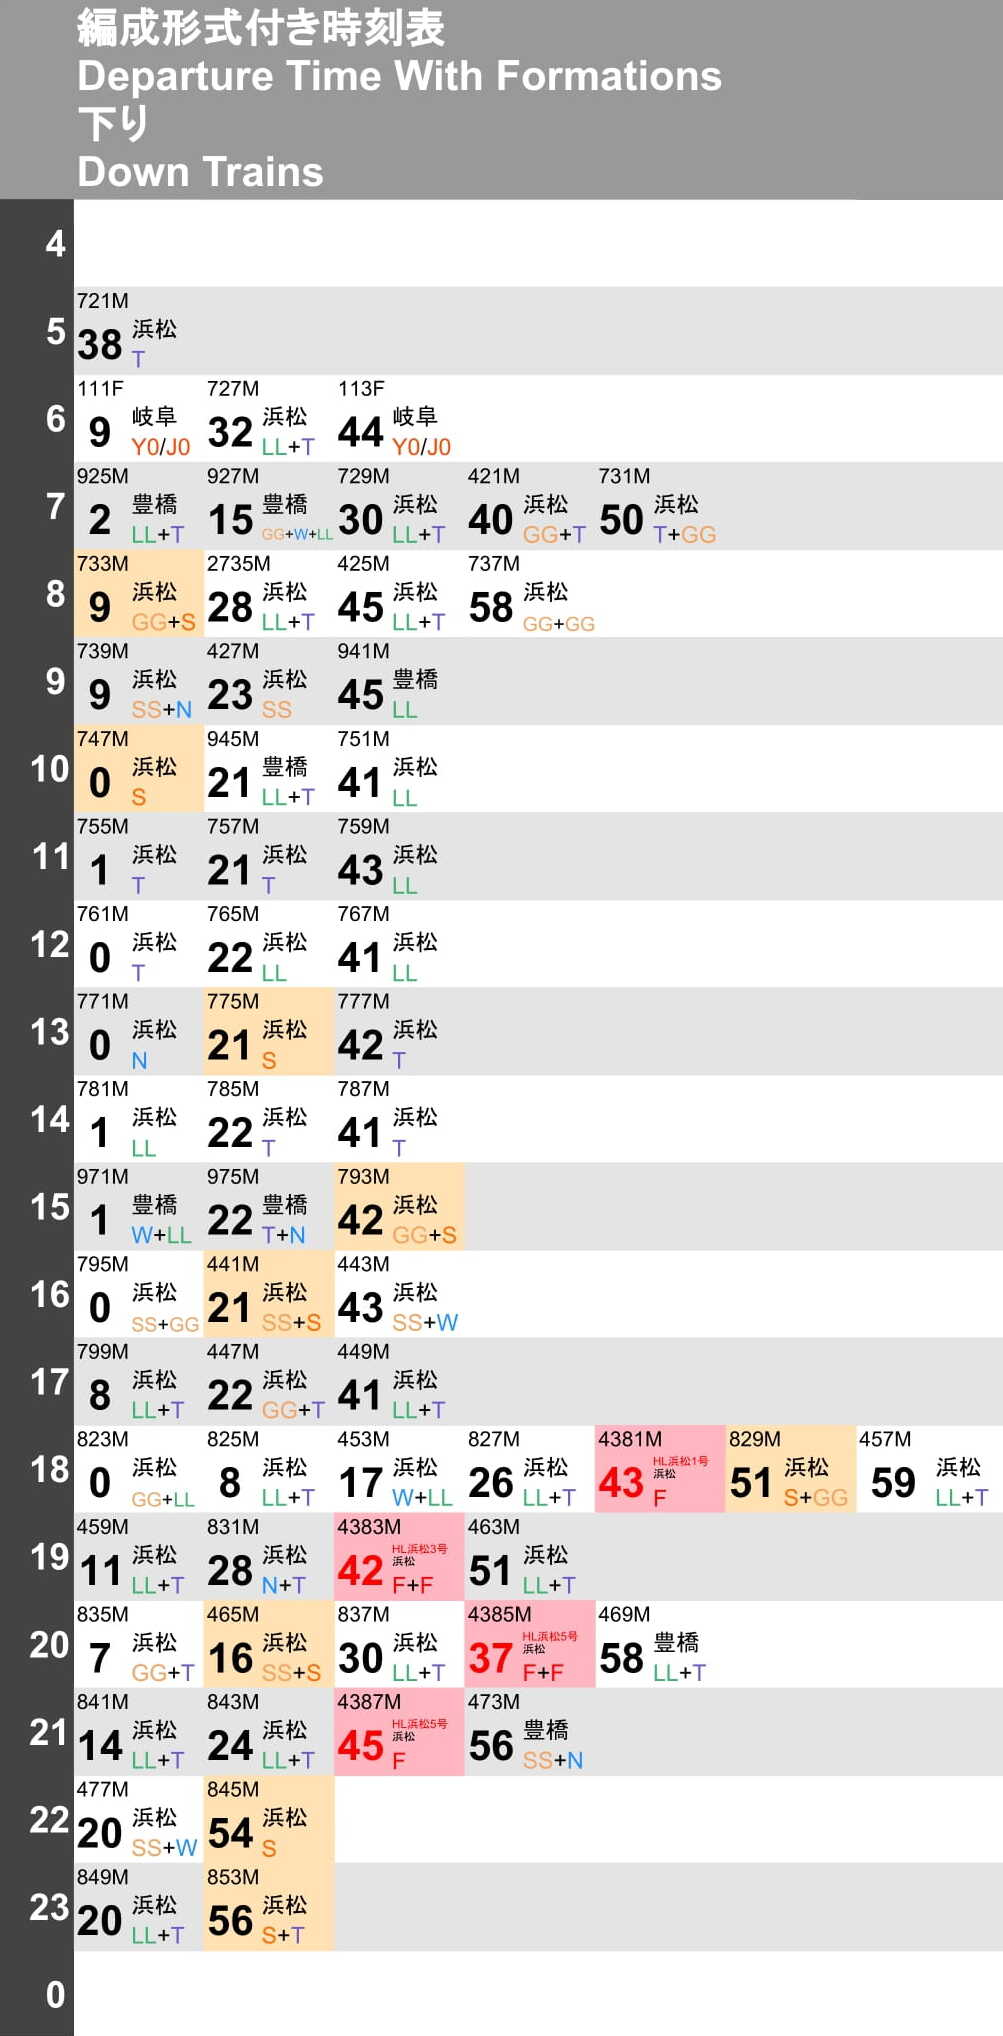 編成形式付き時刻表
Departure Time With Formations
下り
Down Trains
4
5
721M
38 浜松
T
6
111F 727M 113F
9 岐阜 32 浜松 44 岐阜
Y0/J0 LL+T Y0/J0
7
925M 927M 729M 421M 731M
2 豊橋 15 豊橋 30 浜松 40 浜松 50 浜松
LL+T GG+W+LL LL+T GG+T T+GG
8
733M 2735M 425M 737M
9 浜松 28 浜松 45 浜松 58 浜松
GG+S LL+T LL+T GG+GG
9
739M 427M 941M
9 浜松 23 浜松 45 豊橋
SS+N SS LL
10
747M 945M 751M
0 浜松 21 豊橋 41 浜松
S LL+T LL
11
755M 757M 759M
1 浜松 21 浜松 43 浜松
T T LL
12
761M 765M 767M
0 浜松 22 浜松 41 浜松
T LL LL
13
771M 775M 777M
0 浜松 21 浜松 42 浜松
N S T
14
781M 785M 787M
1 浜松 22 浜松 41 浜松
LL T T
15
971M 975M 793M
1 豊橋 22 豊橋 42 浜松
W+LL T+N GG+S
16
795M 441M 443M
0 浜松 21 浜松 43 浜松
SS+GG SS+S SS+W
17
799M 447M 449M
8 浜松 22 浜松 41 浜松
LL+T GG+T LL+T
18
823M 825M 453M 827M 4381M 829M 457M
0 浜松 8 浜松 17 浜松 26 浜松 43 HL浜松1号 浜松 51 浜松 59 浜松
GG+LL LL+T W+LL LL+T F S+GG LL+T
19
459M 831M 4383M 463M
11 浜松 28 浜松 42 HL浜松3号 浜松 51 浜松
LL+T N+T F+F LL+T
20
835M 465M 837M 4385M 469M
7 浜松 16 浜松 30 浜松 37 HL浜松5号 浜松 58 豊橋
GG+T SS+S LL+T F+F LL+T
21
841M 843M 4387M 473M
14 浜松 24 浜松 45 HL浜松5号 浜松 56 豊橋
LL+T LL+T F SS+N
22
477M 845M
20 浜松 54 浜松
SS+W S
23
849M 853M
20 浜松 56 浜松
LL+T S+T
0